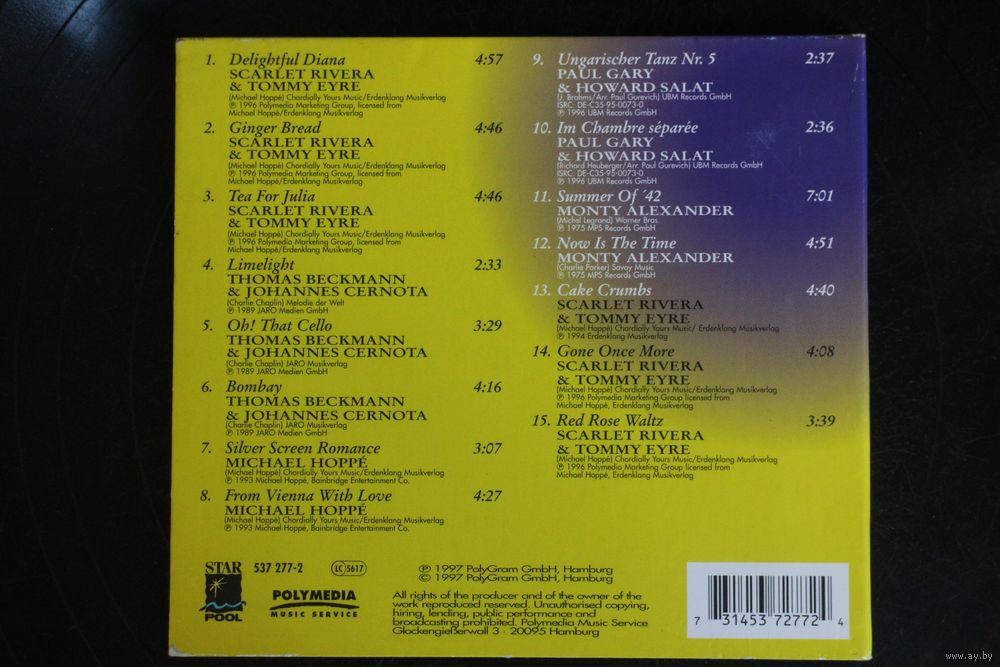 1. Delightful Diana 4:57
SCARLET RIVERA
& TOMMY EYRE
(Michael Hoppé) Chordially Yours Music/Erdenklang Musikverlag
℗ 1996 Polymedia Marketing Group, licensed from
Michael Hoppé/Erdenklang Musikverlag
2. Ginger Bread 4:46
SCARLET RIVERA
& TOMMY EYRE
(Michael Hoppé) Chordially Yours Music/Erdenklang Musikverlag
℗ 1996 Polymedia Marketing Group, licensed from
Michael Hoppé/Erdenklang Musikverlag
3. Tea For Julia 4:46
SCARLET RIVERA
& TOMMY EYRE
(Michael Hoppé) Chordially Yours Music/Erdenklang Musikverlag
℗ 1996 Polymedia Marketing Group, licensed from
Michael Hoppé/Erdenklang Musikverlag
4. Limelight 2:33
THOMAS BECKMANN
& JOHANNES CERNOTA
(Charlie Chaplin) Melodie der Welt
℗ 1989 JARO Medien GmbH
5. Oh! That Cello 3:29
THOMAS BECKMANN
& JOHANNES CERNOTA
(Charlie Chaplin) JARO Musikverlag
℗ 1989 JARO Medien GmbH
6. Bombay 4:16
THOMAS BECKMANN
& JOHANNES CERNOTA
(Charlie Chaplin) JARO Musikverlag
℗ 1989 JARO Medien GmbH
7. Silver Screen Romance 3:07
MICHAEL HOPPÉ
(Michael Hoppé) Chordially Yours Music/Erdenklang Musikverlag
℗ 1993 Michael Hoppé, Bainbridge Entertainment Co.
8. From Vienna With Love 4:27
MICHAEL HOPPÉ
(Michael Hoppé) Chordially Yours Music/Erdenklang Musikverlag
℗ 1993 Michael Hoppé, Bainbridge Entertainment Co.
9. Ungarischer Tanz Nr. 5 2:37
PAUL GARY
& HOWARD SALAT
(J. Brahms/Arr. Paul Gurevich) UBM Records GmbH
ISRC: DE-C35-95-0073-0
℗ 1996 UBM Records GmbH
10. Im Chambre séparée 2:36
PAUL GARY
& HOWARD SALAT
(Richard Heuberger/Arr. Paul Gurevich) UBM Records GmbH
ISRC: DE-C35-95-0073-0
℗ 1996 UBM Records GmbH
11. Summer Of ´42 7:01
MONTY ALEXANDER
(Michel Legrand) Warner Bros.
℗ 1975 MPS Records GmbH
12. Now Is The Time 4:51
MONTY ALEXANDER
(Charlie Parker) Savoy Music
℗ 1975 MPS Records GmbH
13. Cake Crumbs 4:40
SCARLET RIVERA
& TOMMY EYRE
(Michael Hoppé) Chordially Yours Music/ Erdenklang Musikverlag
℗ 1994 Erdenklang Musikverlag
14. Gone Once More 4:08
SCARLET RIVERA
& TOMMY EYRE
(Michael Hoppé) Chordially Yours Music/Erdenklang Musikverlag
℗ 1996 Polymedia Marketing Group licensed from
Michael Hoppé, Erdenklang Musikverlag
15. Red Rose Waltz 3:39
SCARLET RIVERA
& TOMMY EYRE
(Michael Hoppé) Chordially Yours Music/Erdenklang Musikverlag
℗ 1996 Polymedia Marketing Group licensed from
Michael Hoppé, Erdenklang Musikverlag
STAR
POOL
537 277-2
LC 5617
POLYMEDIA
MUSIC SERVICE
℗ 1997 PolyGram GmbH, Hamburg
© 1997 PolyGram GmbH, Hamburg
All rights of the producer and of the owner of the
work reproduced reserved. Unauthorised copying,
hiring, lending, public performance and
broadcasting prohibited. Polymedia Music Service
Glockengießerwall 3 · 20095 Hamburg
7 31453 72772 4
www.ay.by